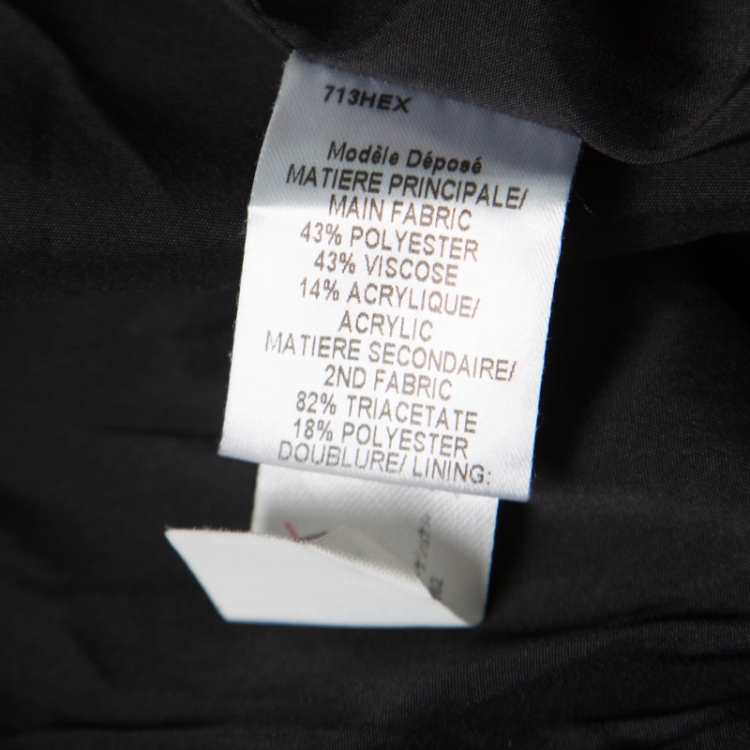 713HEX
Modèle Déposé
MATIERE PRINCIPALE/
MAIN FABRIC
43% POLYESTER
43% VISCOSE
14% ACRYLIQUE/
ACRYLIC
MATIERE SECONDAIRE/
2ND FABRIC
82% TRIACETATE
18% POLYESTER
DOUBLURE/ LINING: